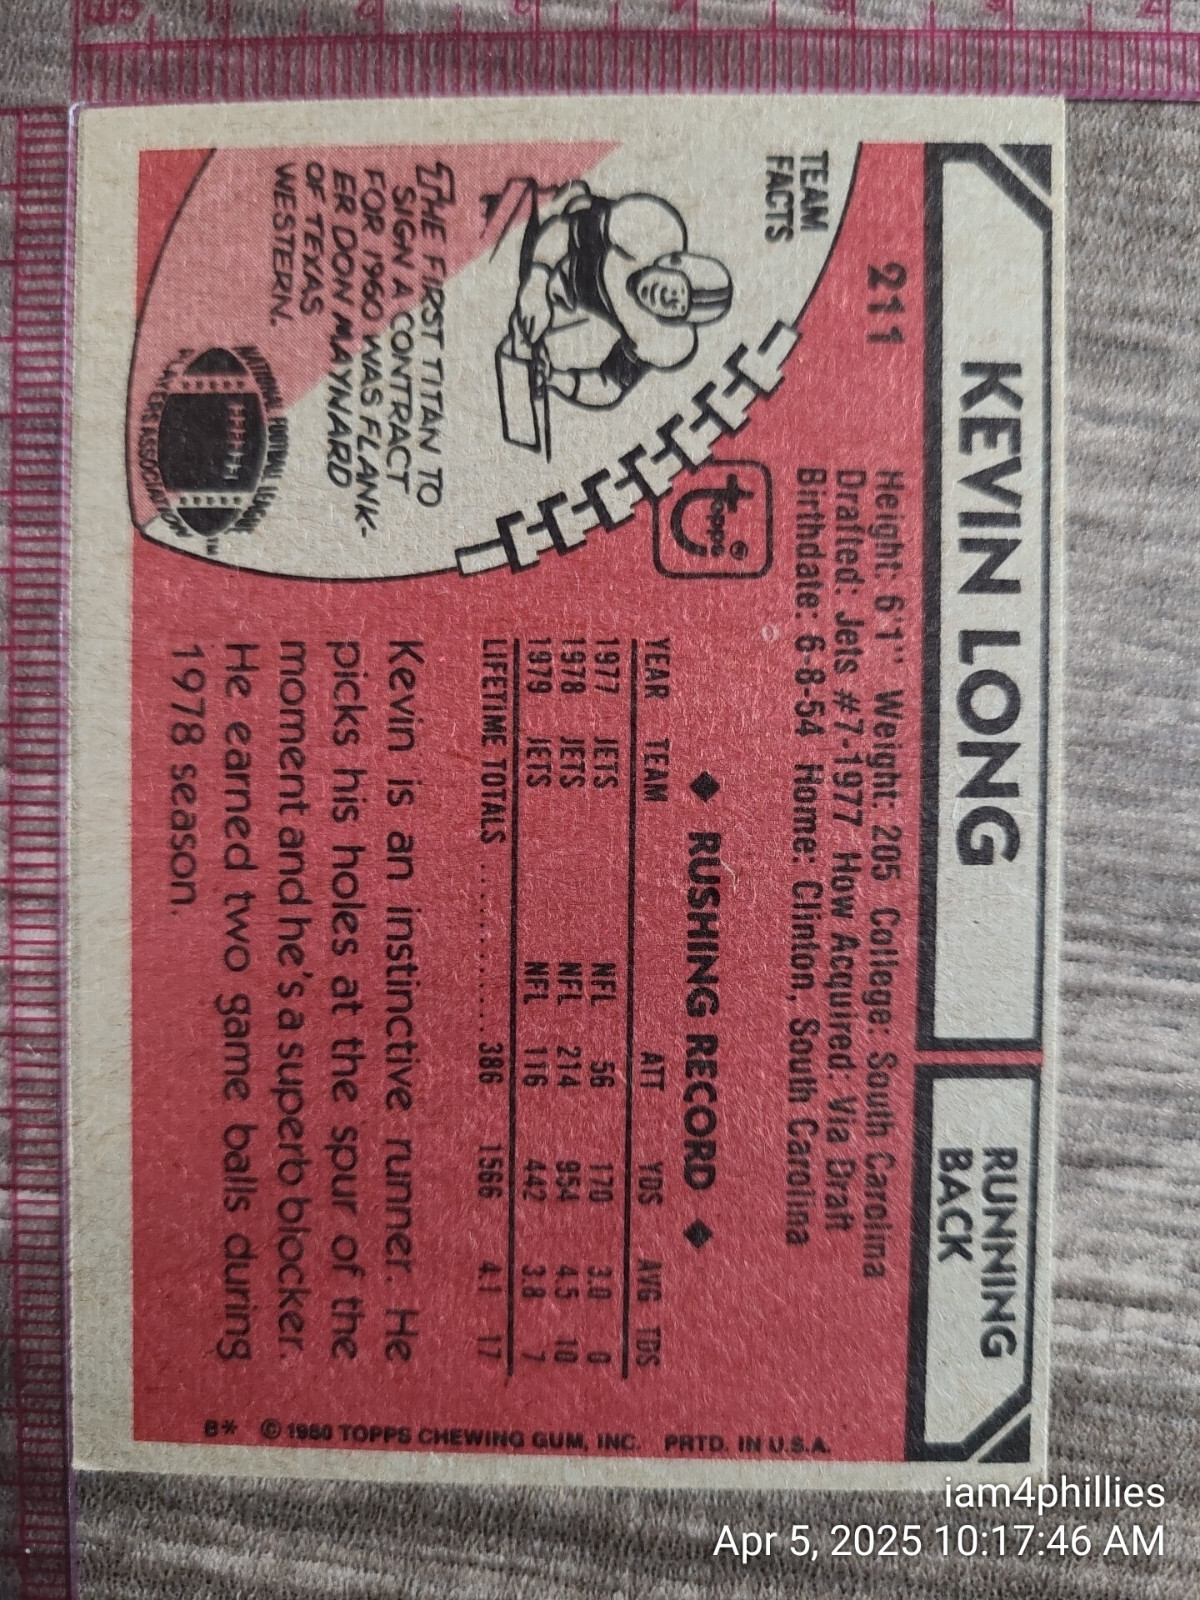 KEVIN LONG
RUNNING
BACK
211
Height: 6'1" Weight: 205 College: South Carolina
Drafted: Jets #7-1977 How Acquired: Via Draft
Birthdate: 6-8-54 Home: Clinton, South Carolina
topps®
TEAM
FACTS
THE FIRST TITAN TO
SIGN A CONTRACT
FOR 1960 WAS FLANK-
ER DON MAYNARD
OF TEXAS
WESTERN.
NATIONAL FOOTBALL LEAGUE
PLAYERS ASSOCIATION™
◆ RUSHING RECORD ◆
YEAR TEAM ATT YDS AVG TDS
1977 JETS NFL 56 170 3.0 0
1978 JETS NFL 214 954 4.5 10
1979 JETS NFL 116 442 3.8 7
LIFETIME TOTALS ............ 386 1566 4.1 17
Kevin is an instinctive runner. He
picks his holes at the spur of the
moment and he's a superb blocker.
He earned two game balls during
1978 season.
B* © 1980 TOPPS CHEWING GUM, INC. PRTD. IN U.S.A.
iam4phillies
Apr 5, 2025 10:17:46 AM